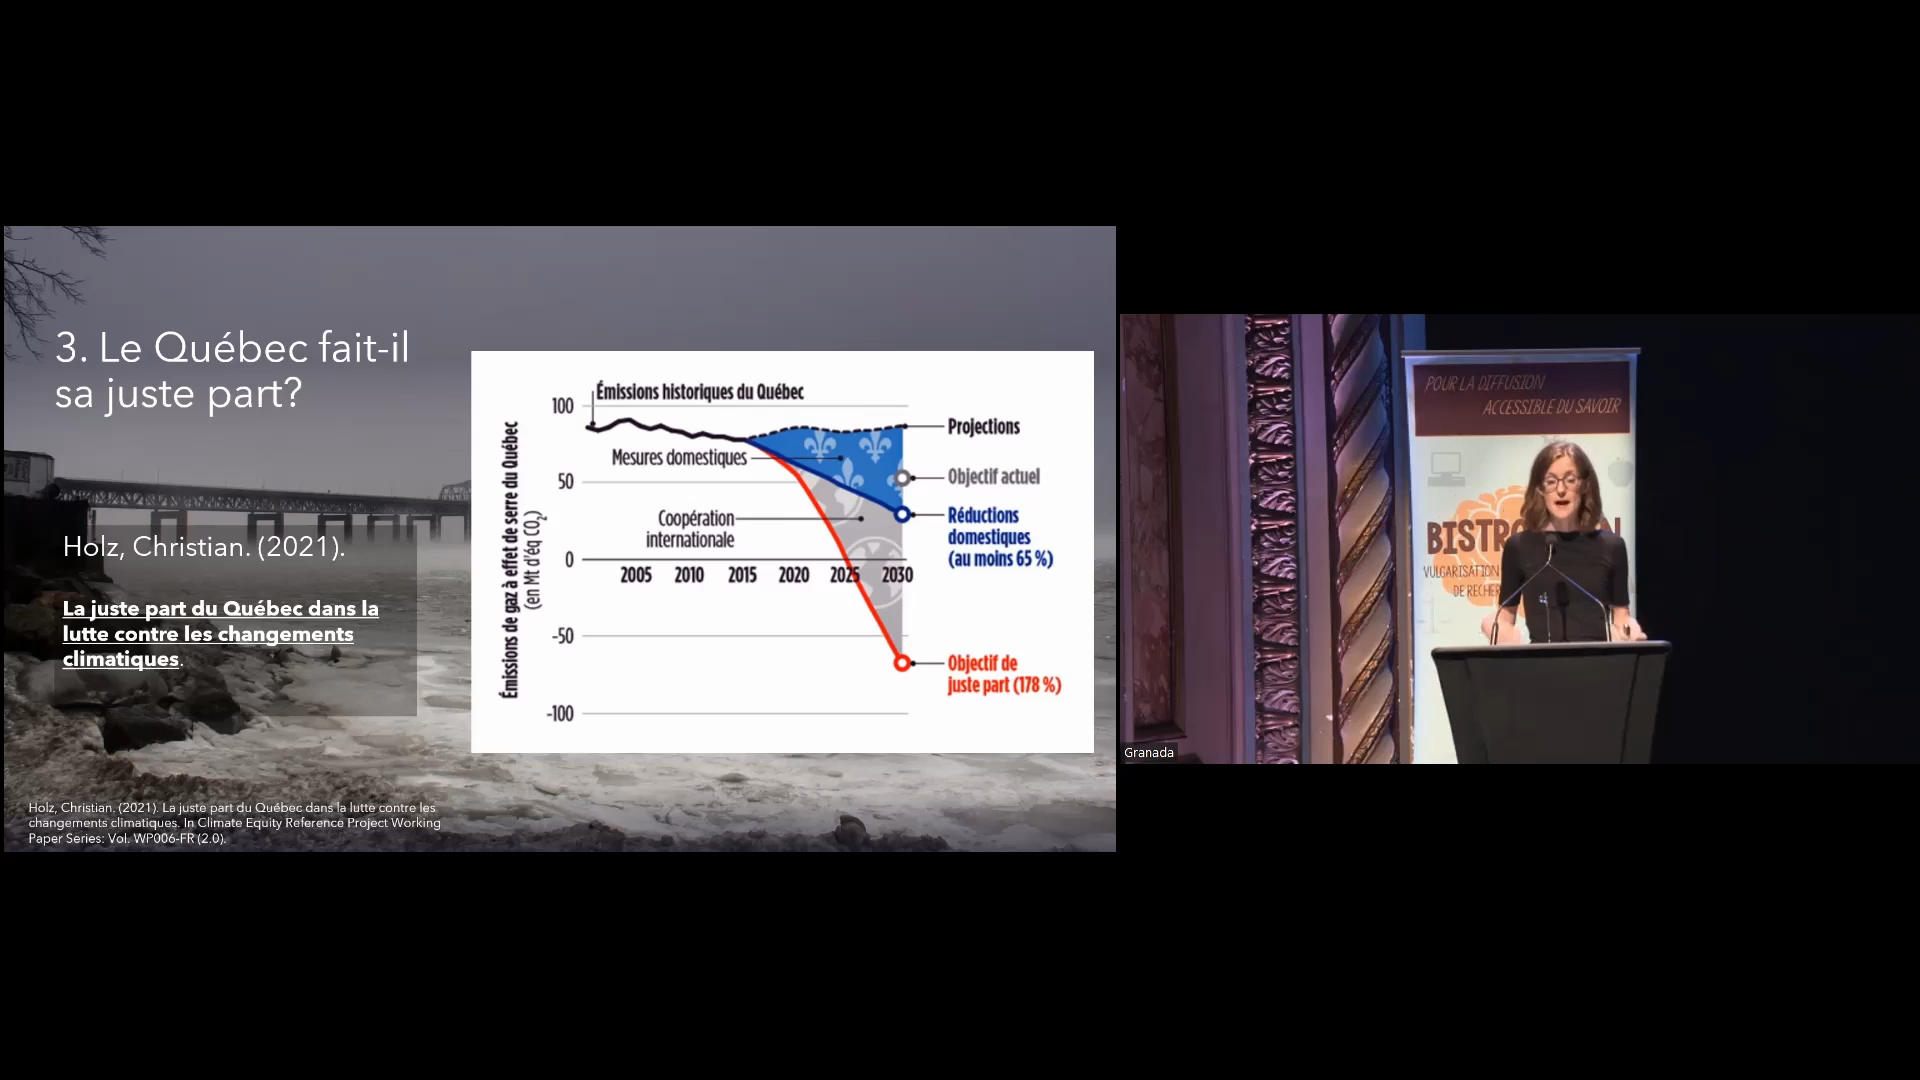 3. Le Québec fait-il
sa juste part?
Holz, Christian. (2021).
La juste part du Québec dans la
lutte contre les changements
climatiques.
Holz, Christian. (2021). La juste part du Québec dans la lutte contre les
changements climatiques. In Climate Equity Reference Project Working
Paper Series: Vol. WP006-FR (2.0).
Émissions de gaz à effet de serre du Québec
(en Mt d'éq CO2)
Émissions historiques du Québec
100
50
0
-50
-100
2005 2010 2015 2020 2025 2030
Mesures domestiques
Coopération
internationale
Projections
Objectif actuel
Réductions
domestiques
(au moins 65 %)
Objectif de
juste part (178 %)
POUR LA DIFFUSION
ACCESSIBLE DU SAVOIR
VULGARISATION
DE
Granada